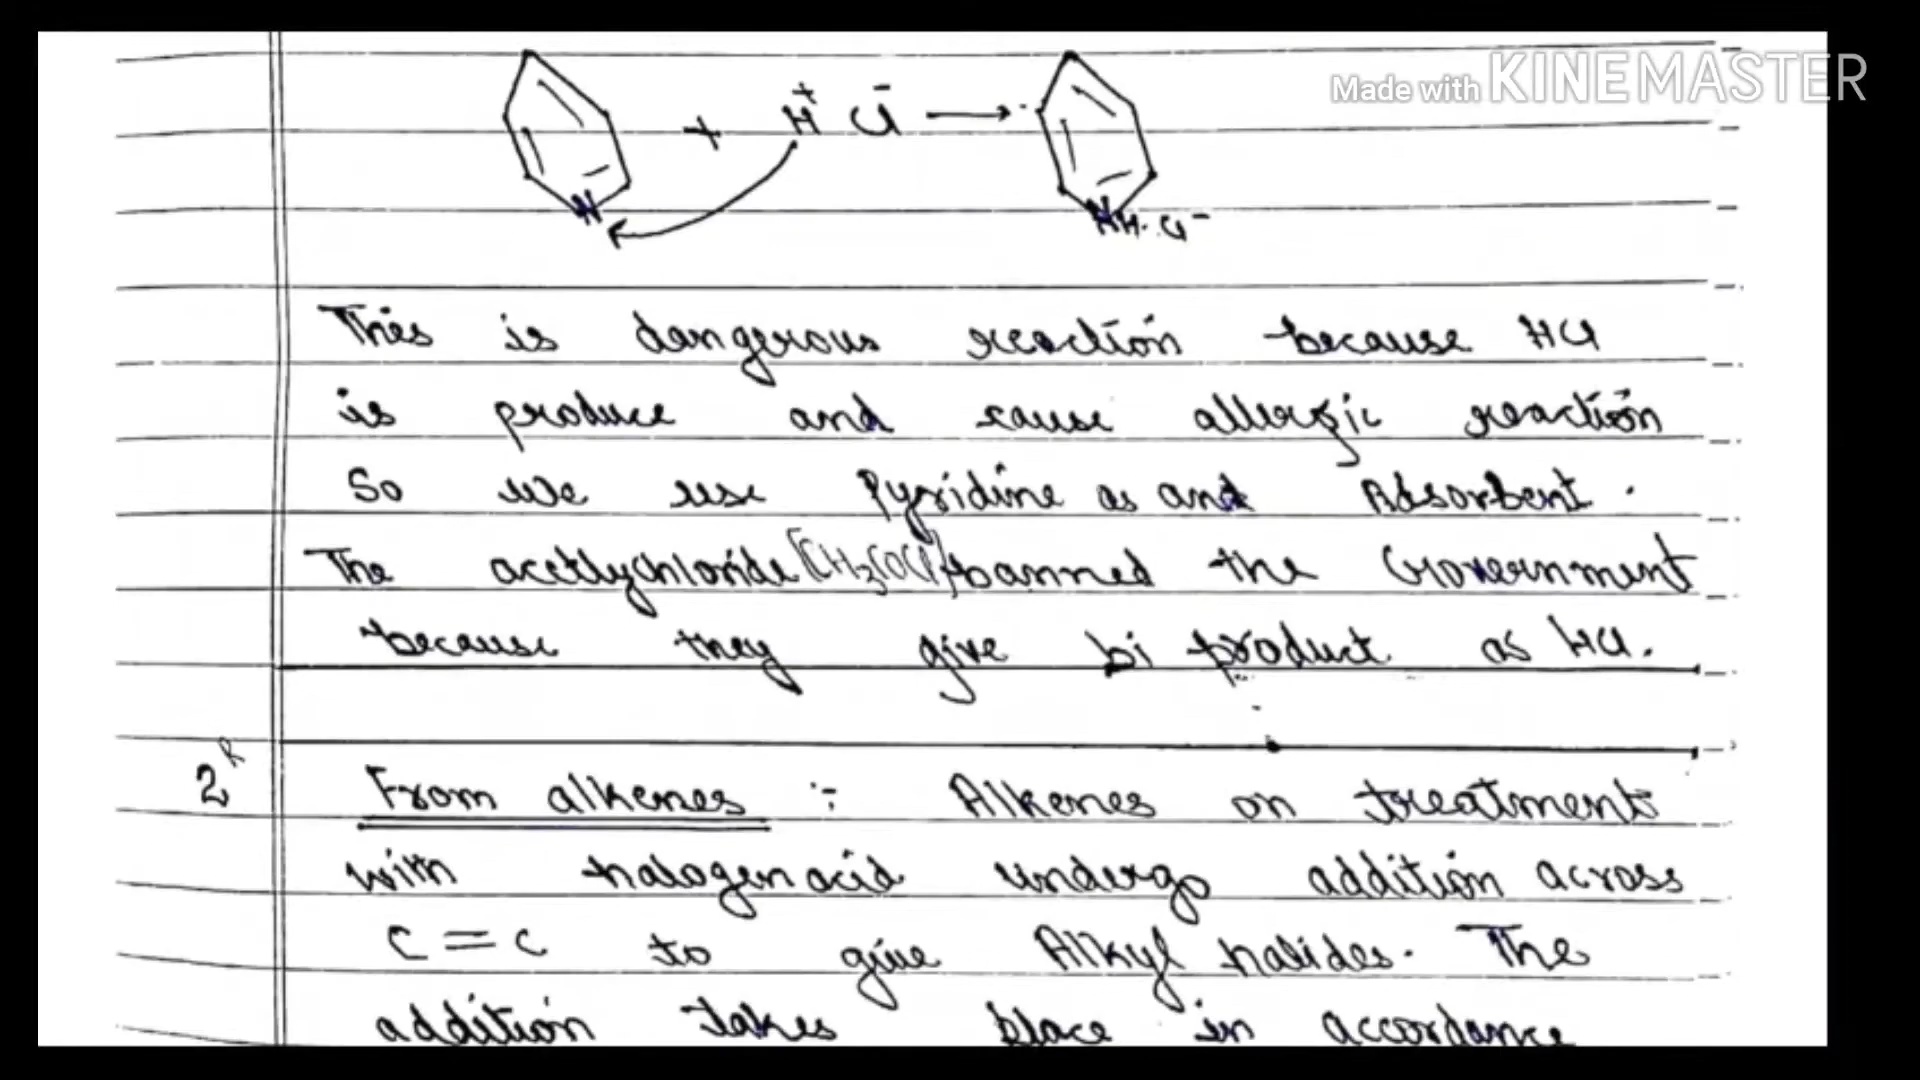 Made with KINEMASTER
+ H⁺ Cl⁻ →
N
NH. Cl⁻
This is dangerous reaction because HCl
is produce and cause allergic reaction
So we use Pyridine as and Adsorbent.
The acetlychloride [CH₃COCl] banned the Government
because they give bi product as HCl.
2
From alkenes :- Alkenes on treatment
with halogen acid undergo addition across
C=C to give Alkyl halides. The
addition takes place in accordance